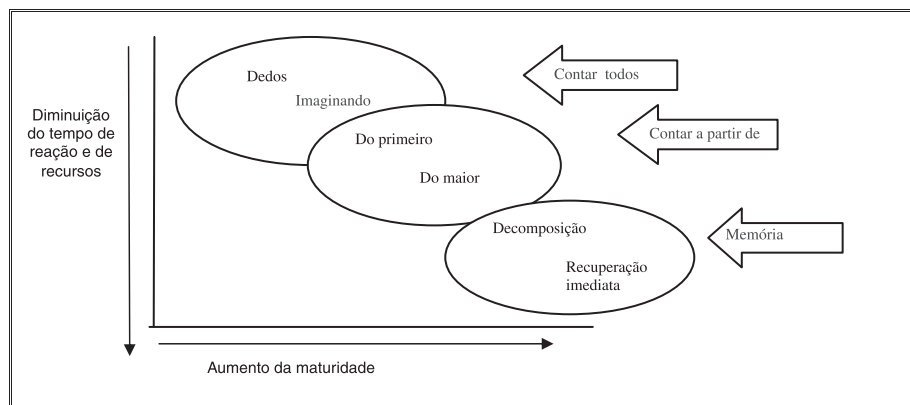 Dedos
Imaginando
Contar todos
Diminuição
do tempo de
reação e de
recursos
Do primeiro
Do maior
Contar a partir de
Decomposição
Recuperação
imediata
Memória
Aumento da maturidade